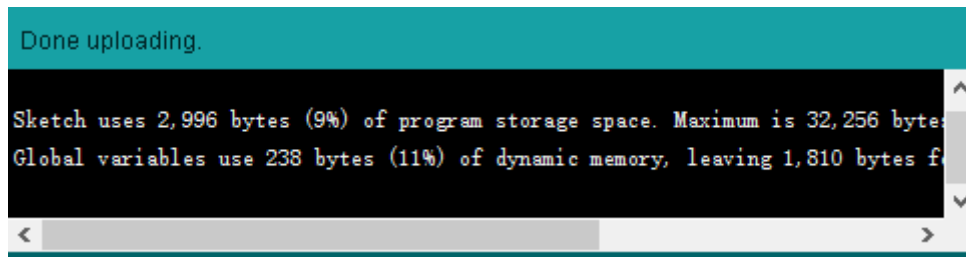 Done uploading.
Sketch uses 2,996 bytes (9%) of program storage space. Maximum is 32,256 bytes
Global variables use 238 bytes (11%) of dynamic memory, leaving 1,810 bytes